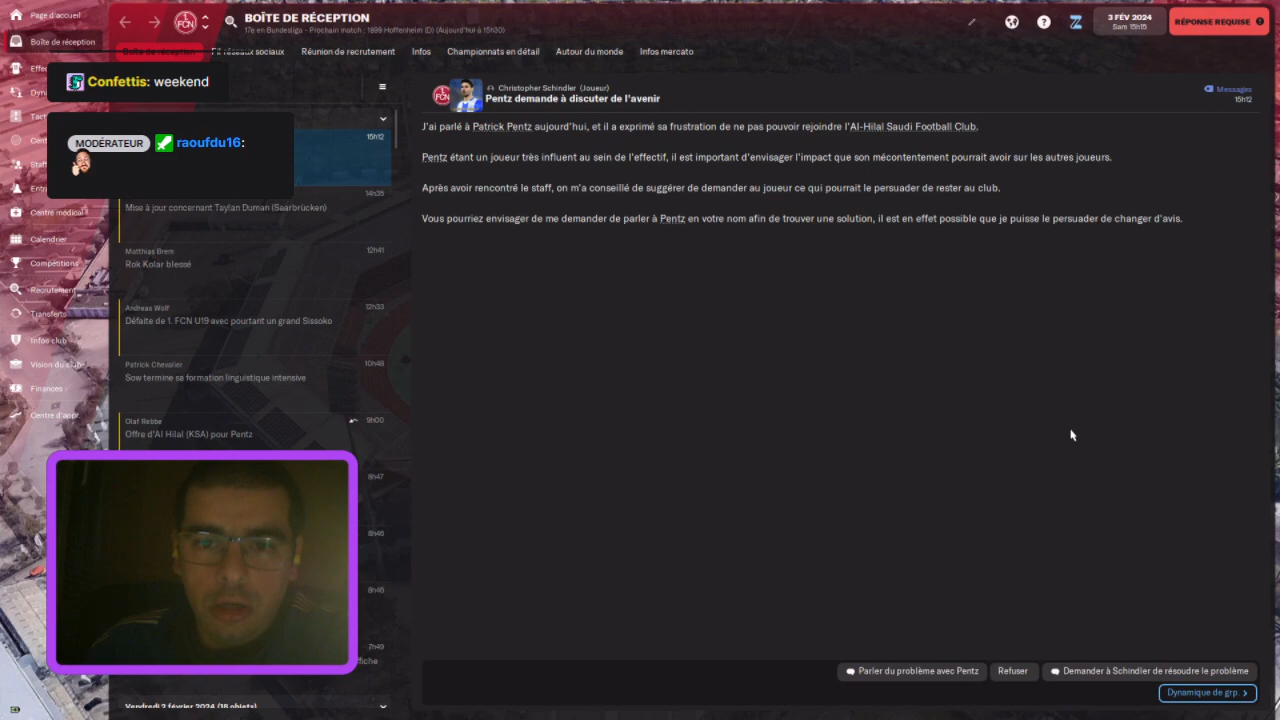 Page d'accueil
BOÎTE DE RÉCEPTION
17e en Bundesliga - Prochain match : 1899 Hoffenheim (D) (Aujourd'hui à 15h30)
3 FÉV 2024
Sam 15h15
RÉPONSE REQUISE
Boîte de réception
Boîte de réception
Fil réseaux sociaux
Réunion de recrutement
Infos
Championnats en détail
Autour du monde
Infos mercato
Confettis: weekend
MODÉRATEUR raoufdu16:
Centre médical
Calendrier
Compétitions
Recrutement
Transferts
Infos club
Vision du club
Finances
Centre d'appr.
15h12
14h35
Mise à jour concernant Taylan Duman (Saarbrücken)
Matthias Brem
12h41
Rok Kolar blessé
Andreas Wolf
12h33
Défaite de 1. FCN U19 avec pourtant un grand Sissoko
Patrick Chevalier
10h48
Sow termine sa formation linguistique intensive
Olaf Rebbe
9h00
Offre d'Al Hilal (KSA) pour Pentz
8h47
8h46
8h46
7h49
fiche
Vendredi 2 février 2024 (18 objets)
Christopher Schindler (Joueur)
Pentz demande à discuter de l'avenir
Messages
15h12
J'ai parlé à Patrick Pentz aujourd'hui, et il a exprimé sa frustration de ne pas pouvoir rejoindre l'Al-Hilal Saudi Football Club.
Pentz étant un joueur très influent au sein de l'effectif, il est important d'envisager l'impact que son mécontentement pourrait avoir sur les autres joueurs.
Après avoir rencontré le staff, on m'a conseillé de suggérer de demander au joueur ce qui pourrait le persuader de rester au club.
Vous pourriez envisager de me demander de parler à Pentz en votre nom afin de trouver une solution, il est en effet possible que je puisse le persuader de changer d'avis.
Parler du problème avec Pentz
Refuser
Demander à Schindler de résoudre le problème
Dynamique de grp.